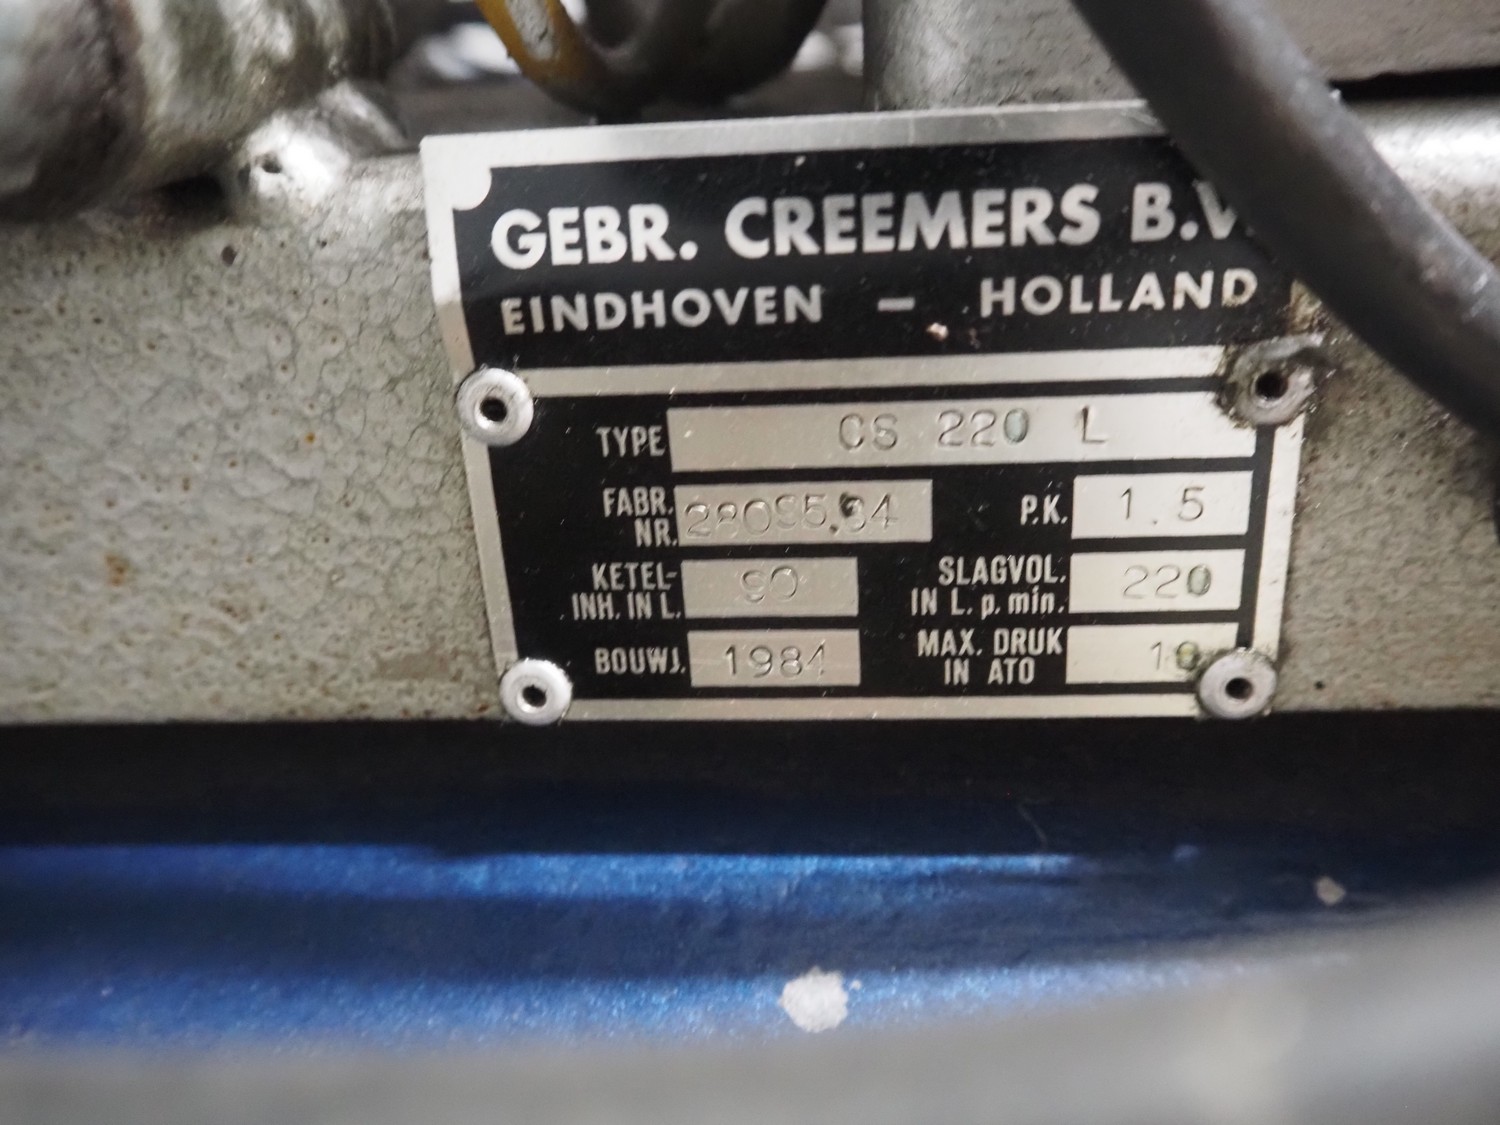 GEBR. CREEMERS B.V.
EINDHOVEN — HOLLAND
TYPE CS 220 L
FABR. NR. P.K. 1.5
KETEL- INH. IN L. 90 SLAGVOL. IN L. p. min. 220
BOUWJ. 1984 MAX. DRUK IN ATO 10